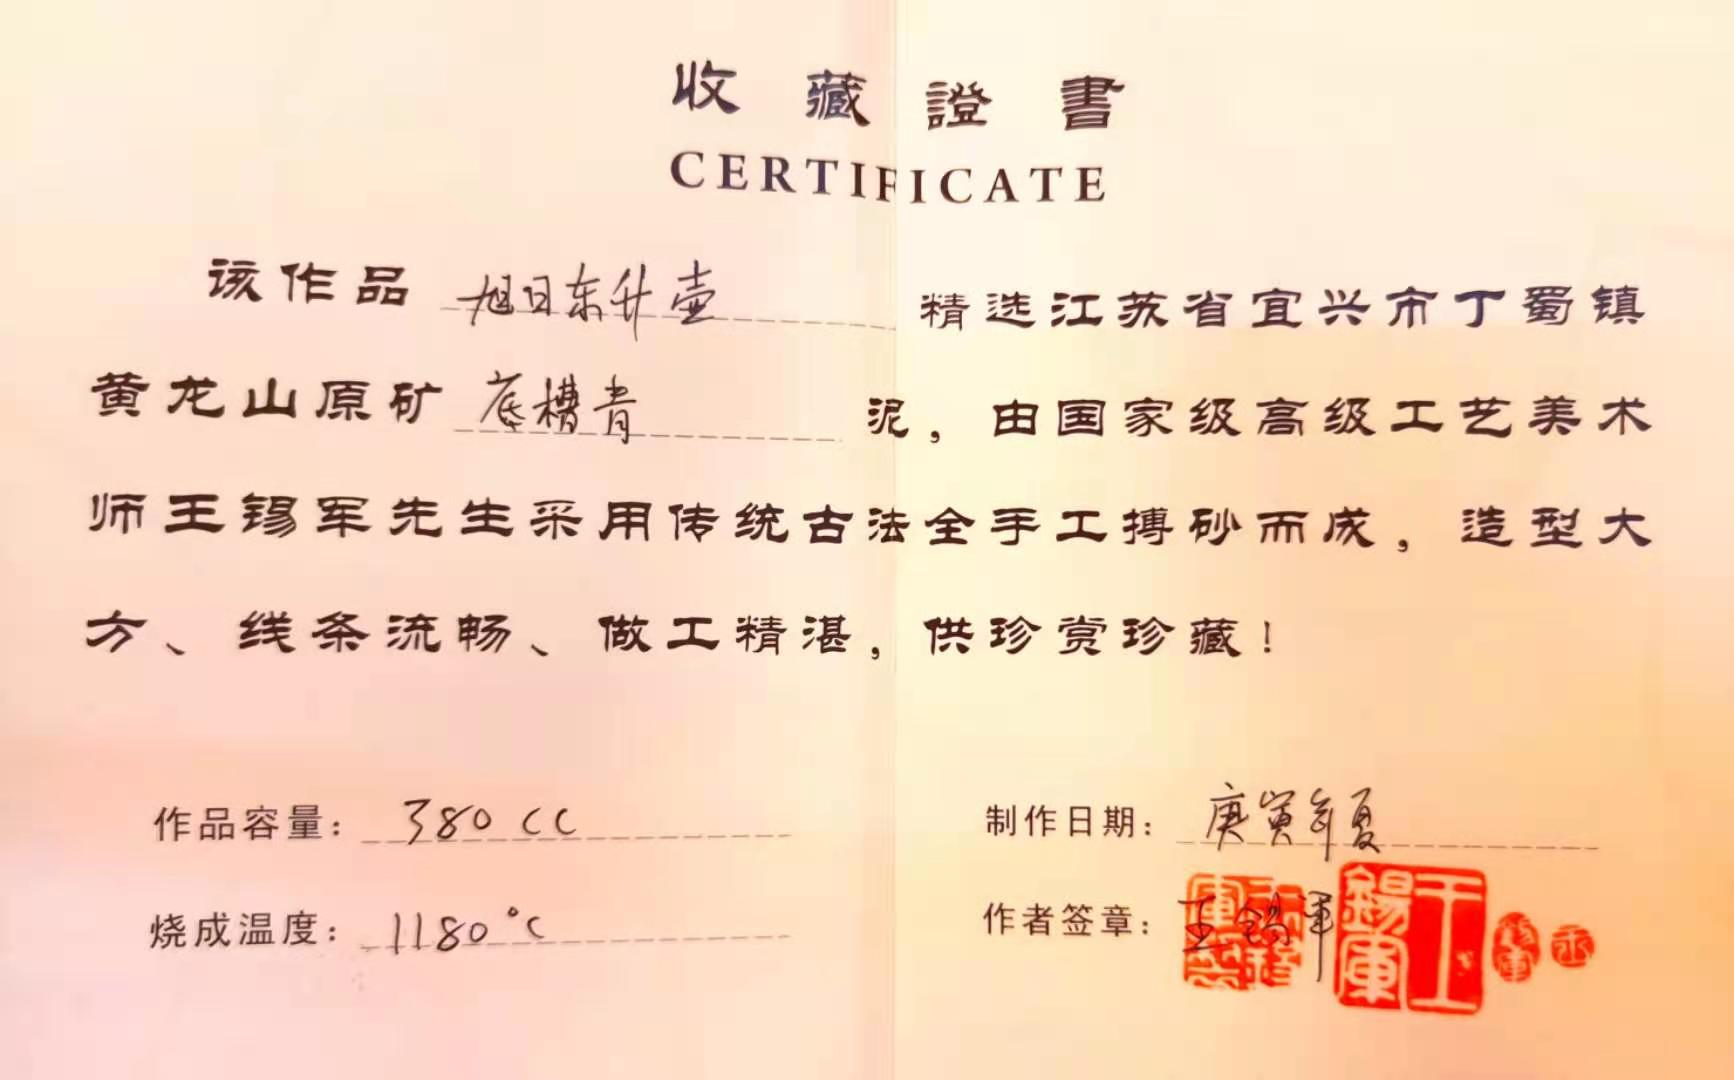 收藏證書
CERTIFICATE
该作品 旭日东升壶 精选江苏省宜兴市丁蜀镇
黄龙山原矿 底槽青 泥，由国家级高级工艺美术
师王锡军先生采用传统古法全手工搏砂而成，造型大
方、线条流畅、做工精湛，供珍赏珍藏！
作品容量：380CC
制作日期：庚寅年夏
烧成温度：1180°C
作者签章：王锡军
王錫軍